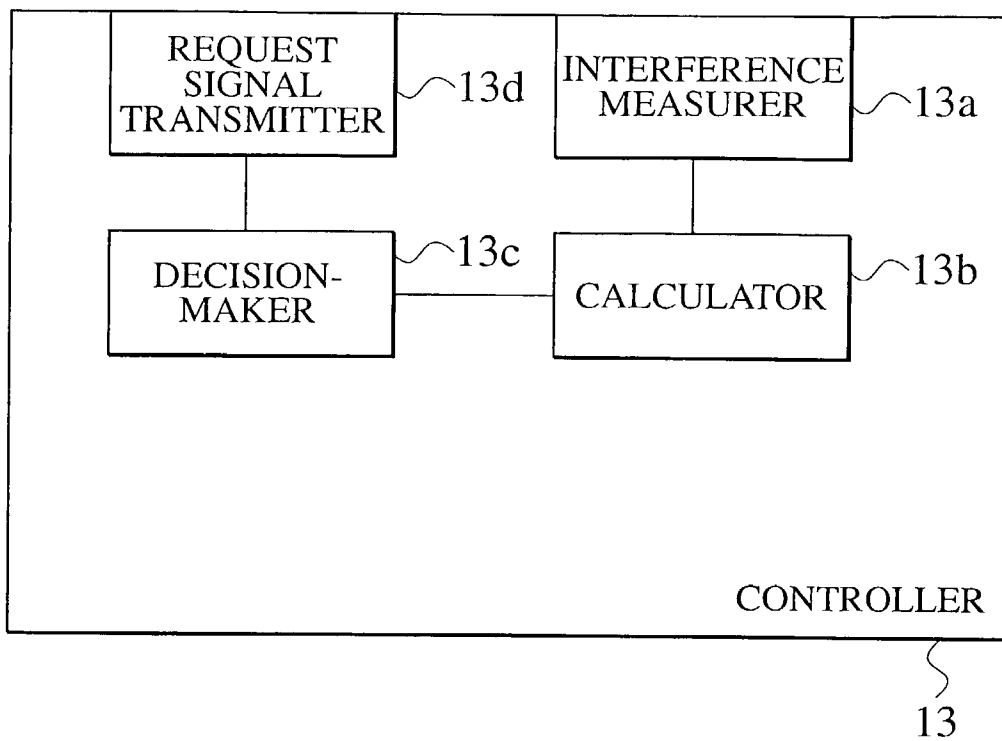 REQUEST
SIGNAL
TRANSMITTER
13d
INTERFERENCE
MEASURER
13a
DECISION-
MAKER
13c
CALCULATOR
13b
CONTROLLER
13